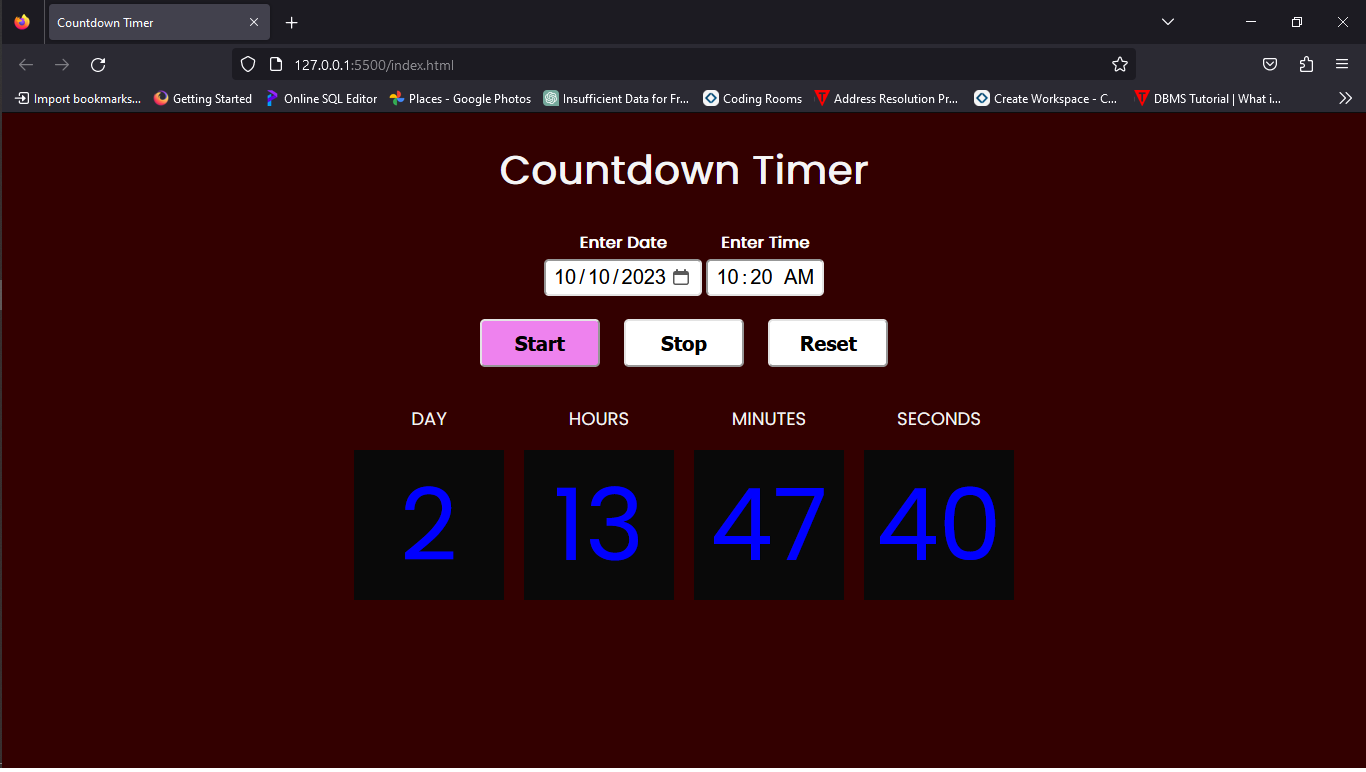 Countdown Timer
127.0.0.1:5500/index.html
Import bookmarks... Getting Started Online SQL Editor Places - Google Photos Insufficient Data for Fr... Coding Rooms Address Resolution Pr... Create Workspace - C... DBMS Tutorial | What i...
Countdown Timer
Enter Date Enter Time
10/10/2023 10:20 AM
Start Stop Reset
DAY HOURS MINUTES SECONDS
2 13 47 40